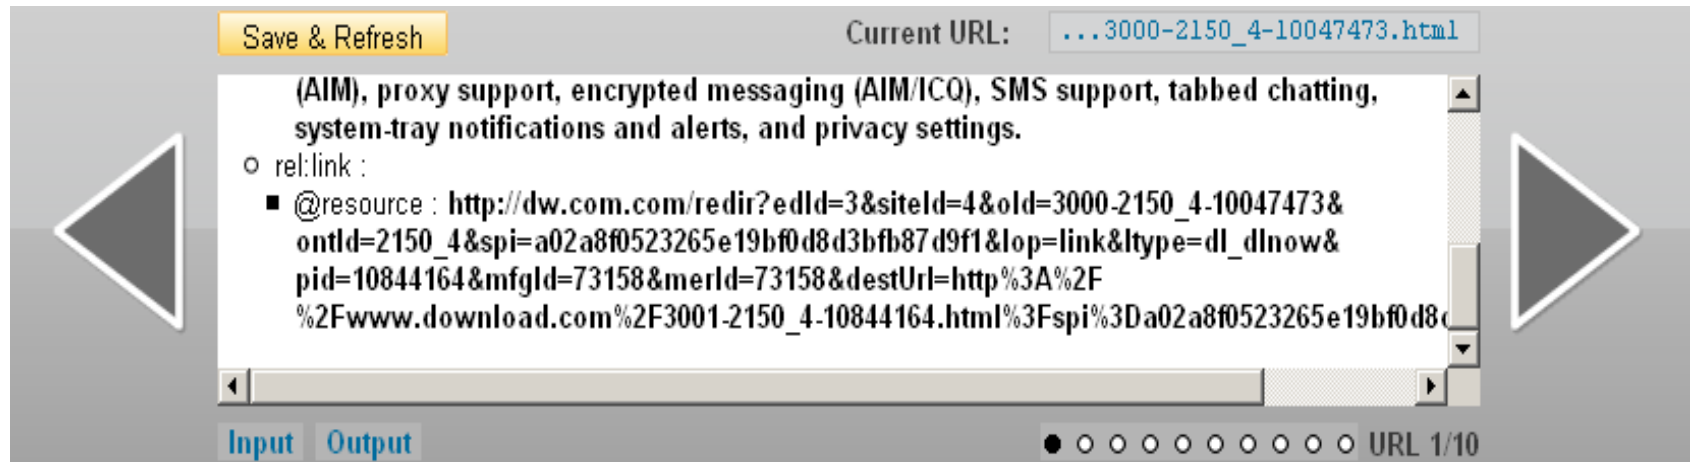 Save & Refresh
Current URL: ...3000-2150_4-10047473.html
(AIM), proxy support, encrypted messaging (AIM/ICQ), SMS support, tabbed chatting,
system-tray notifications and alerts, and privacy settings.
rel:link :
@resource : http://dw.com.com/redir?edId=3&siteId=4&oId=3000-2150_4-10047473&
ontId=2150_4&spi=a02a8f0523265e19bf0d8d3bfb87d9f1&lop=link&ltype=dl_dlnow&
pid=10844164&mfgId=73158&merId=73158&destUrl=http%3A%2F
%2Fwww.download.com%2F3001-2150_4-10844164.html%3Fspi%3Da02a8f0523265e19bf0d8
Input Output URL 1/10